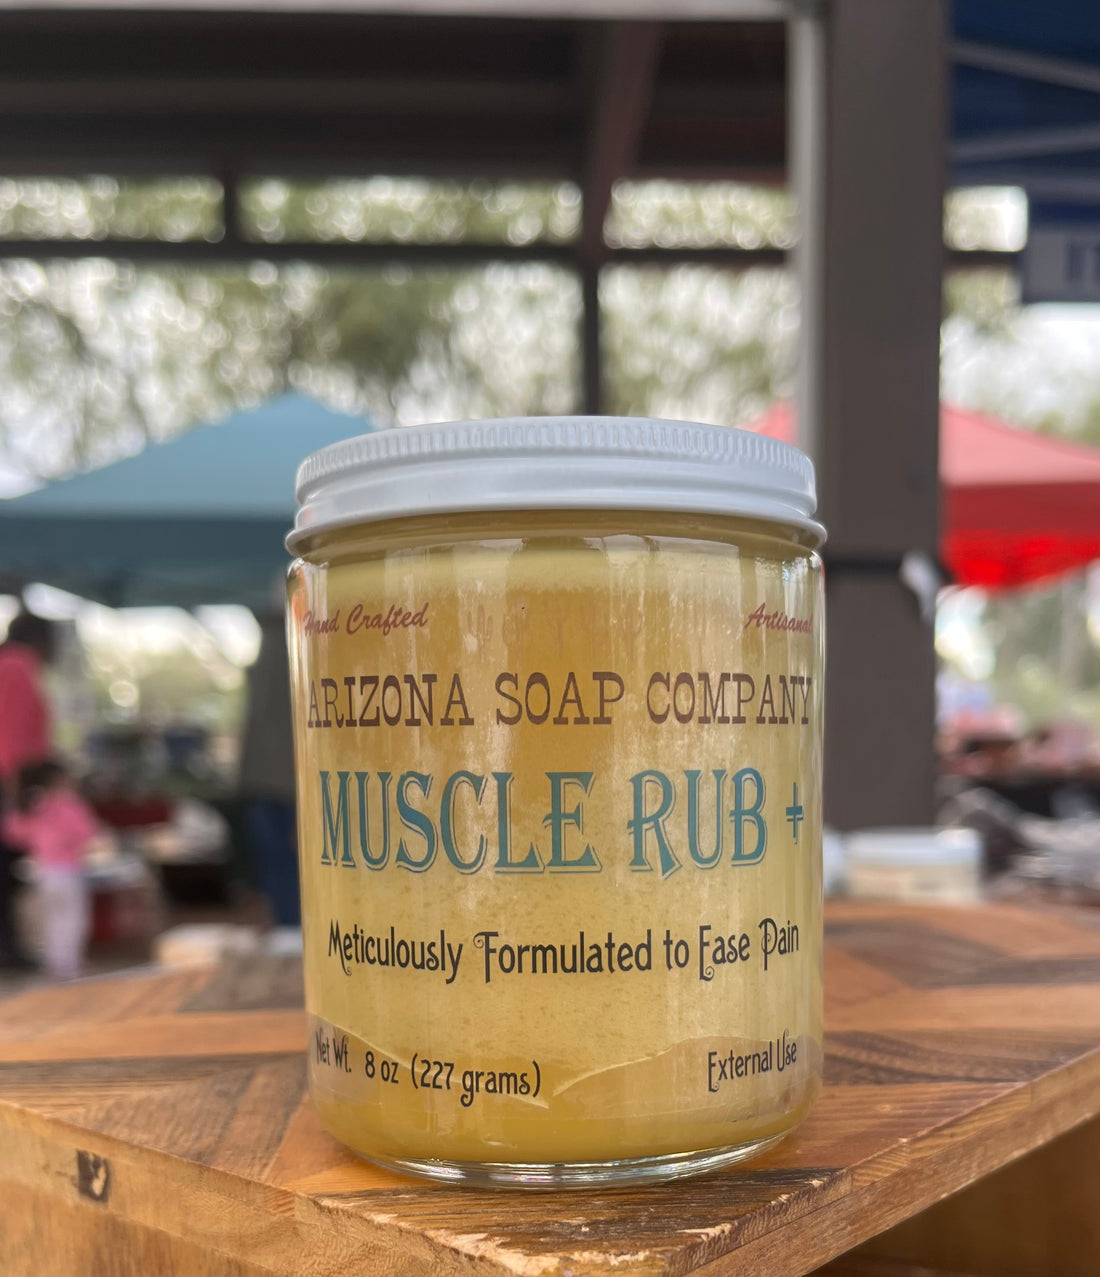 Hand Crafted Artisanal
ARIZONA SOAP COMPANY
MUSCLE RUB +
Meticulously Formulated to Ease Pain
Net Wt. 8 oz (227 grams) External Use